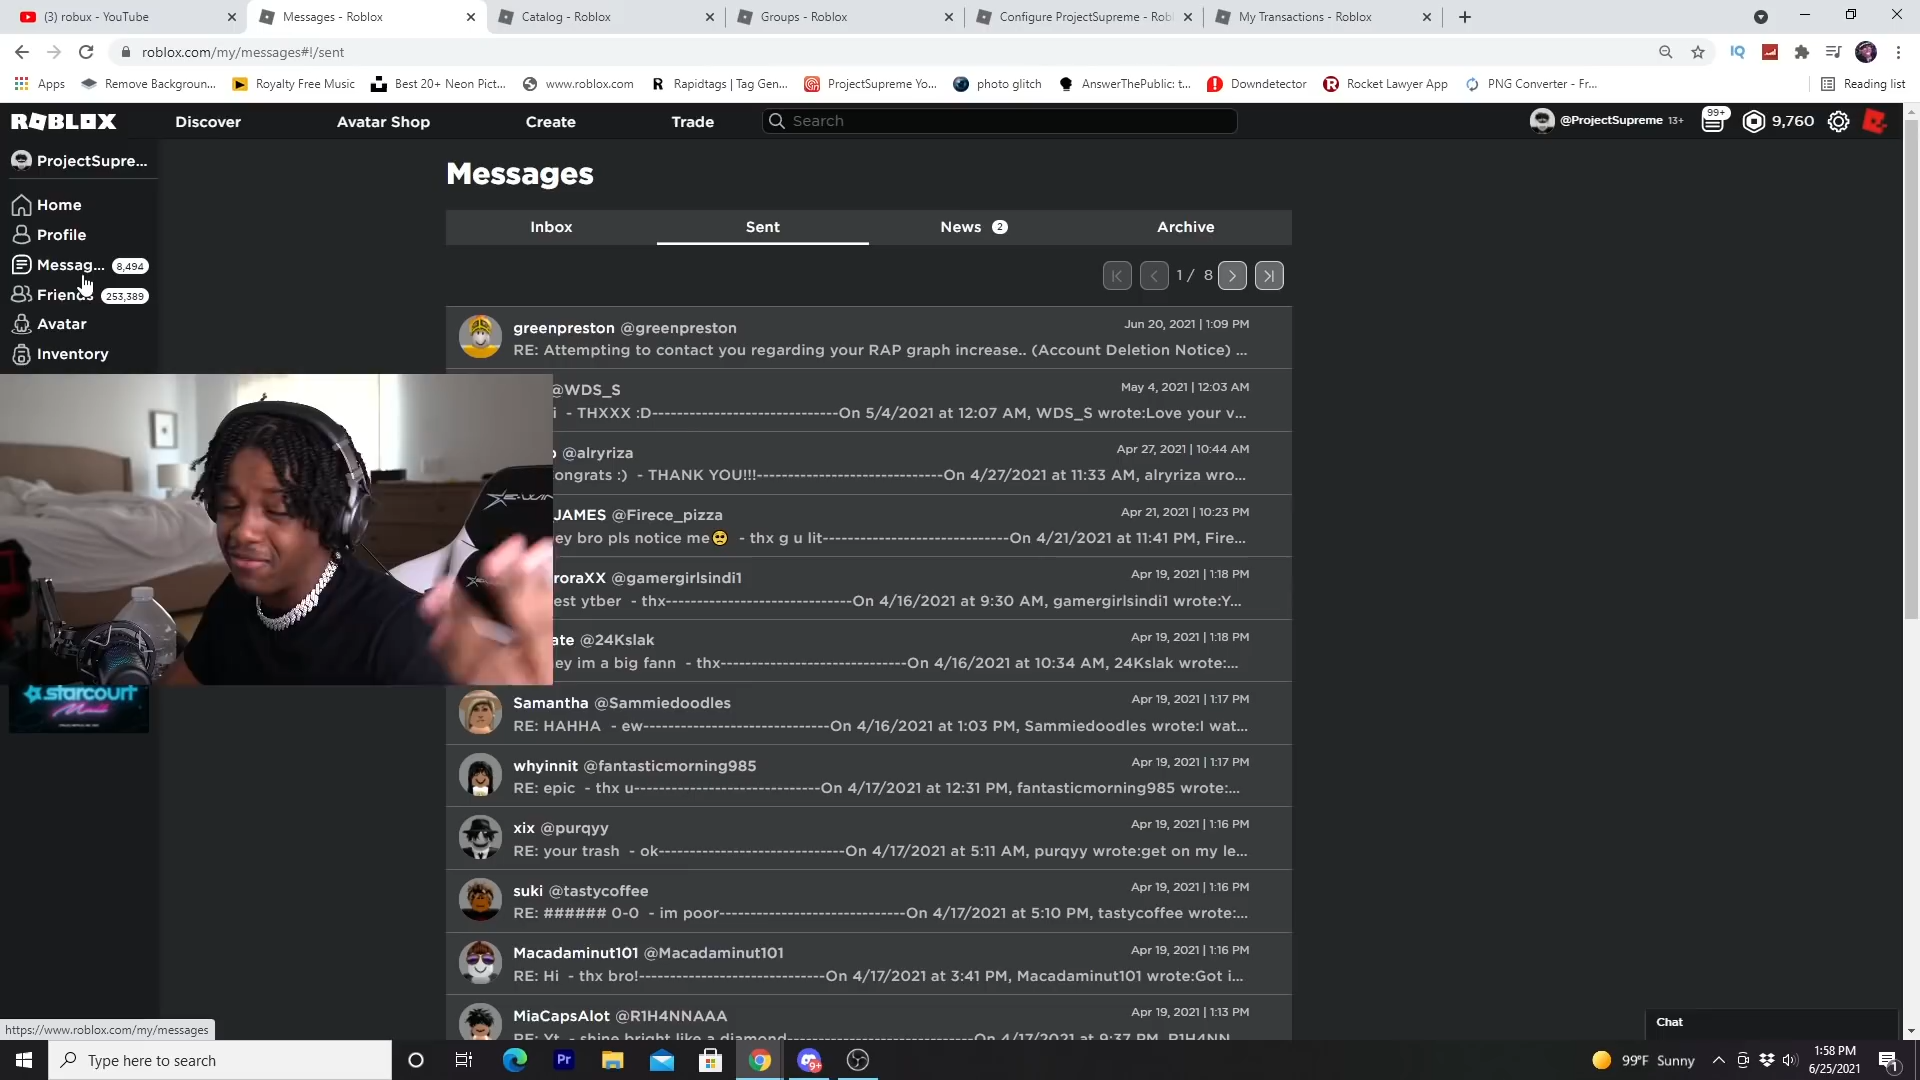 (3) robux - YouTube
Messages - Roblox
Catalog - Roblox
Groups - Roblox
Configure ProjectSupreme - Rob
My Transactions - Roblox
roblox.com/my/messages#!/sent
Apps
Remove Backgroun...
Royalty Free Music
Best 20+ Neon Pict...
www.roblox.com
Rapidtags | Tag Gen...
ProjectSupreme Yo...
photo glitch
AnswerThePublic: t...
Downdetector
Rocket Lawyer App
PNG Converter - Fr...
Reading list
ROBLOX
Discover
Avatar Shop
Create
Trade
Search
@ProjectSupreme 13+
99+
9,760
ProjectSupre...
Home
Profile
Messag... 8,494
Friends 253,389
Avatar
Inventory
Messages
Inbox
Sent
News 2
Archive
1 / 8
greenpreston @greenpreston
Jun 20, 2021 | 1:09 PM
RE: Attempting to contact you regarding your RAP graph increase.. (Account Deletion Notice) ...
@WDS_S
May 4, 2021 | 12:03 AM
i - THXXX :D------------------------------On 5/4/2021 at 12:07 AM, WDS_S wrote:Love your v...
@alryriza
Apr 27, 2021 | 10:44 AM
ongrats :) - THANK YOU!!!------------------------------On 4/27/2021 at 11:33 AM, alryriza wro...
JAMES @Firece_pizza
Apr 21, 2021 | 10:23 PM
ey bro pls notice me🥺 - thx g u lit------------------------------On 4/21/2021 at 11:41 PM, Fire...
roraXX @gamergirlsindi1
Apr 19, 2021 | 1:18 PM
est ytber - thx------------------------------On 4/16/2021 at 9:30 AM, gamergirlsindi1 wrote:Y...
ate @24Kslak
Apr 19, 2021 | 1:18 PM
ey im a big fann - thx------------------------------On 4/16/2021 at 10:34 AM, 24Kslak wrote:...
Samantha @Sammiedoodles
Apr 19, 2021 | 1:17 PM
RE: HAHHA - ew------------------------------On 4/16/2021 at 1:03 PM, Sammiedoodles wrote:I wat...
whyinnit @fantasticmorning985
Apr 19, 2021 | 1:17 PM
RE: epic - thx u------------------------------On 4/17/2021 at 12:31 PM, fantasticmorning985 wrote:...
xix @purqyy
Apr 19, 2021 | 1:16 PM
RE: your trash - ok------------------------------On 4/17/2021 at 5:11 AM, purqyy wrote:get on my le...
suki @tastycoffee
Apr 19, 2021 | 1:16 PM
RE: ###### 0-0 - im poor------------------------------On 4/17/2021 at 5:10 PM, tastycoffee wrote:...
Macadaminut101 @Macadaminut101
Apr 19, 2021 | 1:16 PM
RE: Hi - thx bro!------------------------------On 4/17/2021 at 3:41 PM, Macadaminut101 wrote:Got i...
MiaCapsAlot @R1H4NNAAA
Apr 19, 2021 | 1:13 PM
RE: Yt - shine bright like a diamond------------------------------On 4/17/2021 at 9:37 PM, R1H4NN
E-WIN
starcourt
https://www.roblox.com/my/messages
Chat
Type here to search
Pr
9+
99°F Sunny
1:58 PM
6/25/2021
1